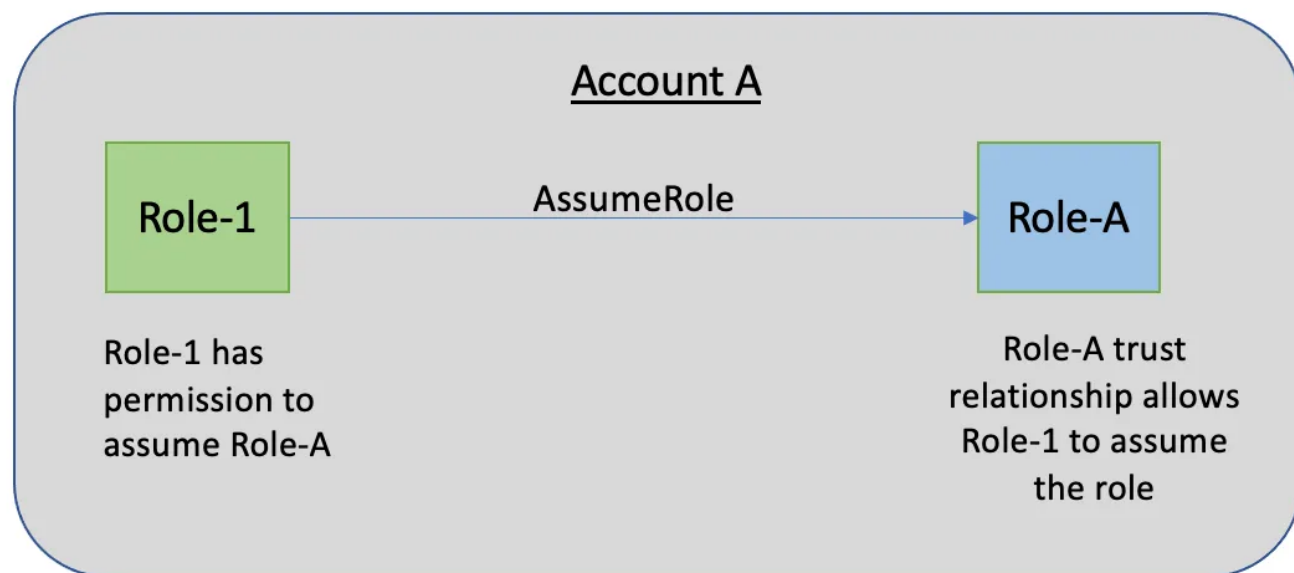 Account A
Role-1
AssumeRole
Role-A
Role-1 has
permission to
assume Role-A
Role-A trust
relationship allows
Role-1 to assume
the role